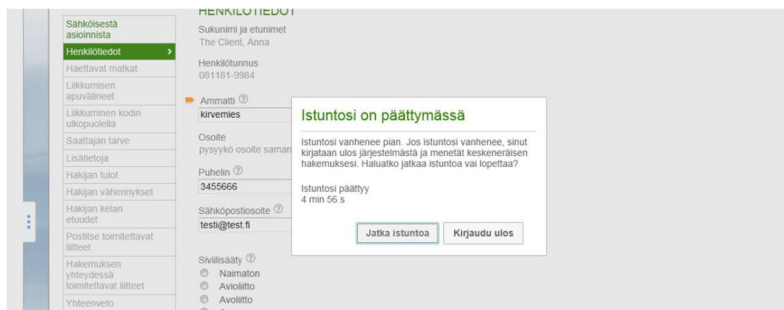 Sähköisestä
asioinnista
Henkilötiedot
Haettavat matkat
Liikkumisen
apuvälineet
Liikkuminen kodin
ulkopuolella
Saattajan tarve
Lisätietoja
Hakijan tulot
Hakijan vähennykset
Hakijan kelan
etuudet
Postitse toimitettavat
liitteet
Hakemuksen
yhteydessä
toimitettavat liitteet
Yhteenveto
HENKILÖTIEDOT
Sukunimi ja etunimet
The Client, Anna
Henkilötunnus
081181-9984
Ammatti
kirvemies
Osoite
pysyykö osoite saman
Puhelin
3455666
Sähköpostiosoite
testi@test.fi
Siviilisääty
Naimaton
Avioliitto
Avoliitto
Istuntosi on päättymässä
Istuntosi vanhenee pian. Jos istuntosi vanhenee, sinut
kirjataan ulos järjestelmästä ja menetät keskeneräisen
hakemuksesi. Haluatko jatkaa istuntoa vai lopettaa?
Istuntosi päättyy
4 min 56 s
Jatka istuntoa
Kirjaudu ulos